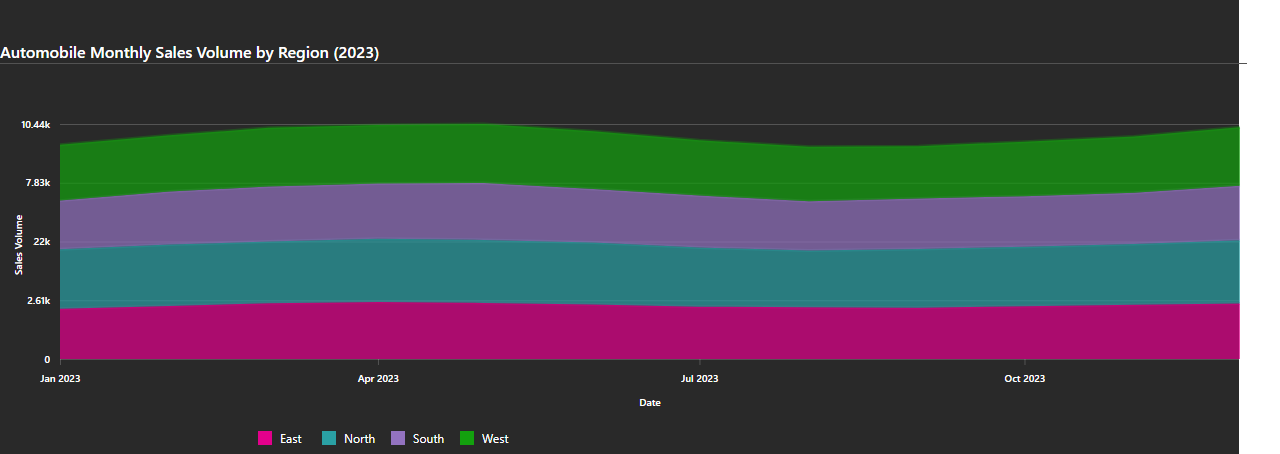 Automobile Monthly Sales Volume by Region (2023)
10.44k
7.83k
22k
2.61k
0
Sales Volume
Jan 2023
Apr 2023
Jul 2023
Oct 2023
Date
East
North
South
West